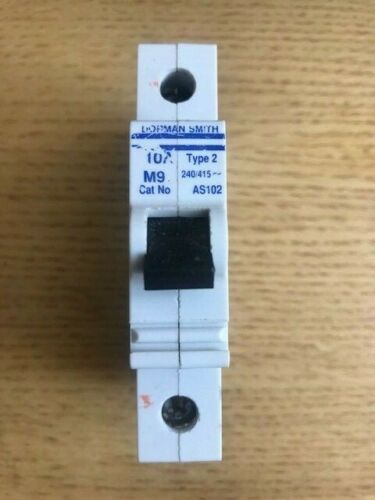 DORMAN SMITH
10A Type 2
M9 240/415~
Cat No AS102